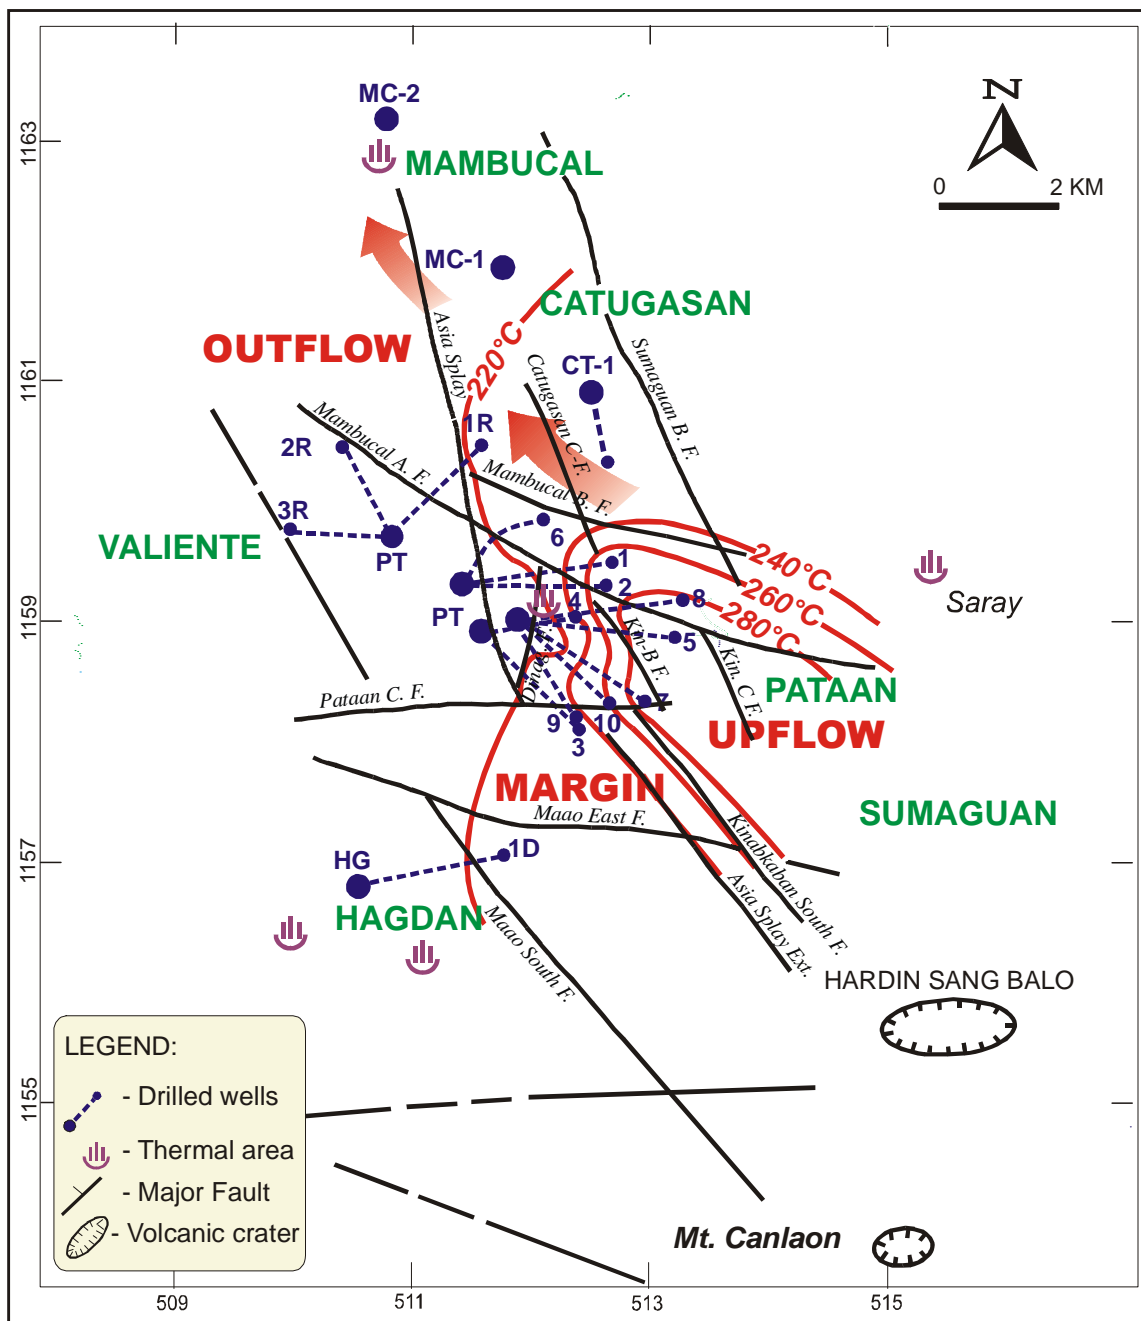 MC-2
N
1163
MAMBUCAL
0 2 KM
MC-1
CATUGASAN
OUTFLOW
220°C
Asia Splay
Sumaguan B. F.
CT-1
1161
Catugasan C-F.
Mambucal A. F.
1R
2R
Mambucal B. F.
3R
6
VALIENTE
PT
1
240°C
2
260°C
Saray
PT
4
8
280°C
1159
5
Dinag F.
Kin-B F.
Kin. C F.
PATAAN
Pataan C. F.
7
9
10
UPFLOW
3
MARGIN
Maao East F.
SUMAGUAN
Kinabkaban South F.
1D
HG
1157
Asia Splay Ext.
HAGDAN
Maao South F.
HARDIN SANG BALO
LEGEND:
- Drilled wells
1155
- Thermal area
- Major Fault
- Volcanic crater
Mt. Canlaon
509
511
513
515